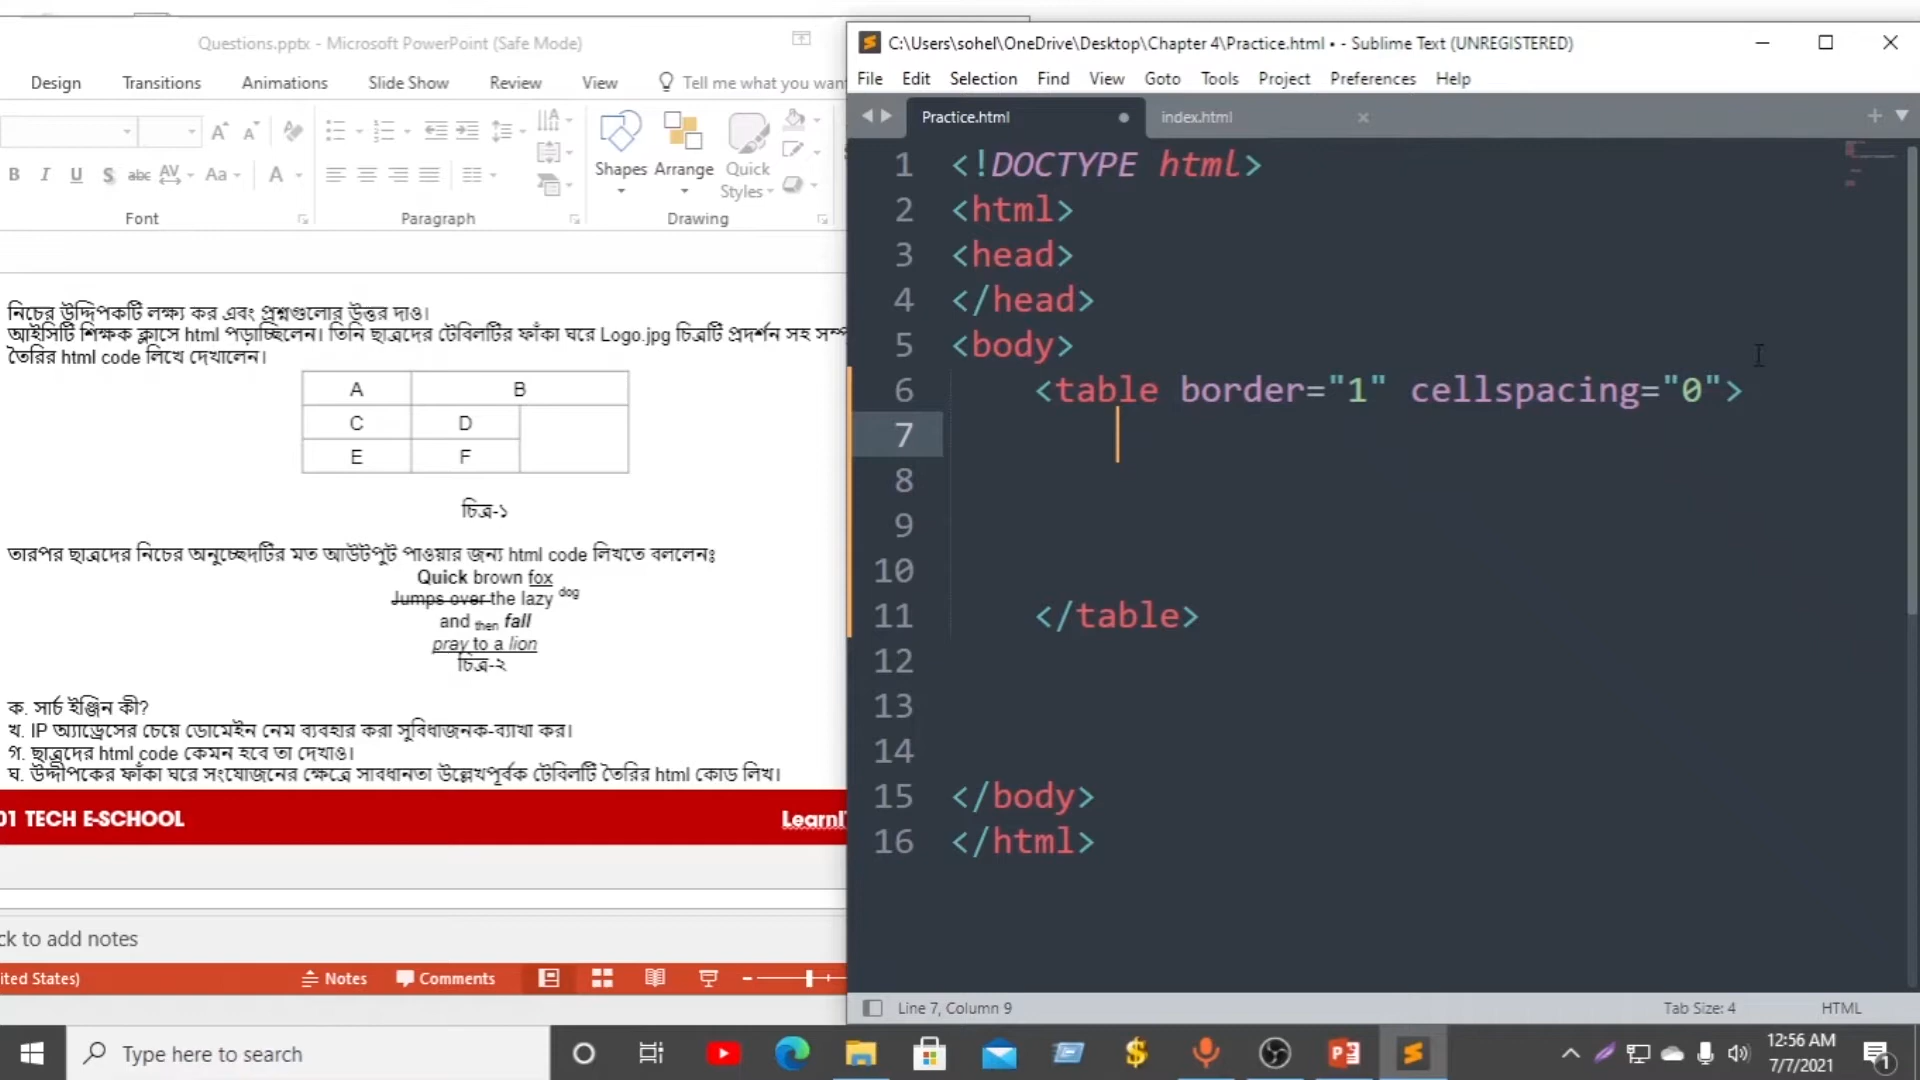 Questions.pptx - Microsoft PowerPoint (Safe Mode)
Design Transitions Animations Slide Show Review View Tell me what you want
B I U S abc AV Aa A
Shapes Arrange Quick Styles
Font Paragraph Drawing
নিচের উদ্দিপকটি লক্ষ্য কর এবং প্রশ্নগুলোর উত্তর দাও।
আইসিটি শিক্ষক ক্লাসে html পড়াচ্ছিলেন। তিনি ছাত্রদের টেবিলটির ফাঁকা ঘরে Logo.jpg চিত্রটি প্রদর্শন সহ
তৈরির html code লিখে দেখালেন।
A B
C D
E F
চিত্র-১
তারপর ছাত্রদের নিচের অনুচ্ছেদটির মত আউটপুট পাওয়ার জন্য html code লিখতে বললেনঃ
Quick brown fox
Jumps over the lazy dog
and then fall
pray to a lion
চিত্র-২
ক. সার্চ ইঞ্জিন কী?
খ. IP অ্যাড্রেসের চেয়ে ডোমেইন নেম ব্যবহার করা সুবিধাজনক-ব্যাখা কর।
গ. ছাত্রদের html code কেমন হবে তা দেখাও।
ঘ. উদ্দীপকের ফাঁকা ঘরে সংযোজনের ক্ষেত্রে সাবধানতা উল্লেখপূর্বক টেবিলটি তৈরির html কোড লিখ।
01 TECH E-SCHOOL LearnI
ck to add notes
ited States) Notes Comments
C:\Users\sohel\OneDrive\Desktop\Chapter 4\Practice.html • - Sublime Text (UNREGISTERED)
File Edit Selection Find View Goto Tools Project Preferences Help
Practice.html index.html
1 <!DOCTYPE html>
2 <html>
3 <head>
4 </head>
5 <body>
6 <table border="1" cellspacing="0">
7
8
9
10
11 </table>
12
13
14
15 </body>
16 </html>
Line 7, Column 9 Tab Size: 4 HTML
Type here to search
12:56 AM
7/7/2021
1